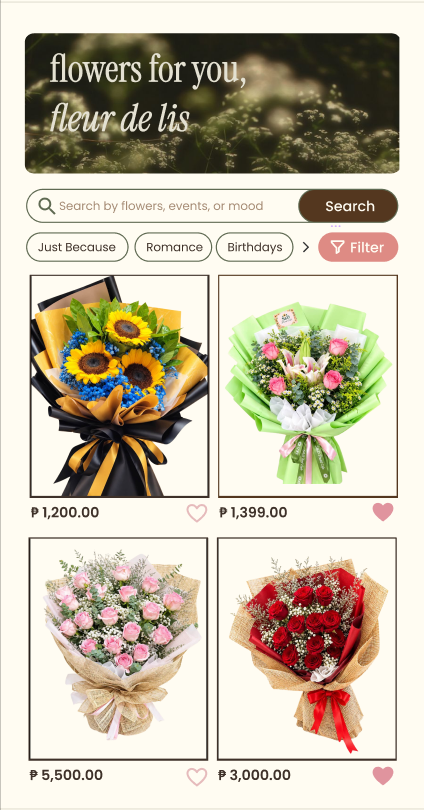 flowers for you,
fleur de lis
Search by flowers, events, or mood
Search
Just Because
Romance
Birthdays
Filter
₱ 1,200.00
₱ 1,399.00
₱ 5,500.00
₱ 3,000.00